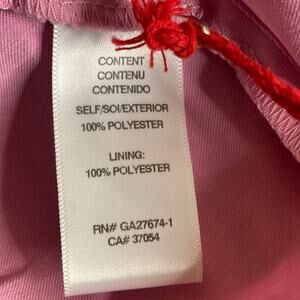 CONTENT
CONTENU
CONTENIDO
SELF/SOI/EXTERIOR
100% POLYESTER
LINING:
100% POLYESTER
RN# GA27674-1
CA# 37054